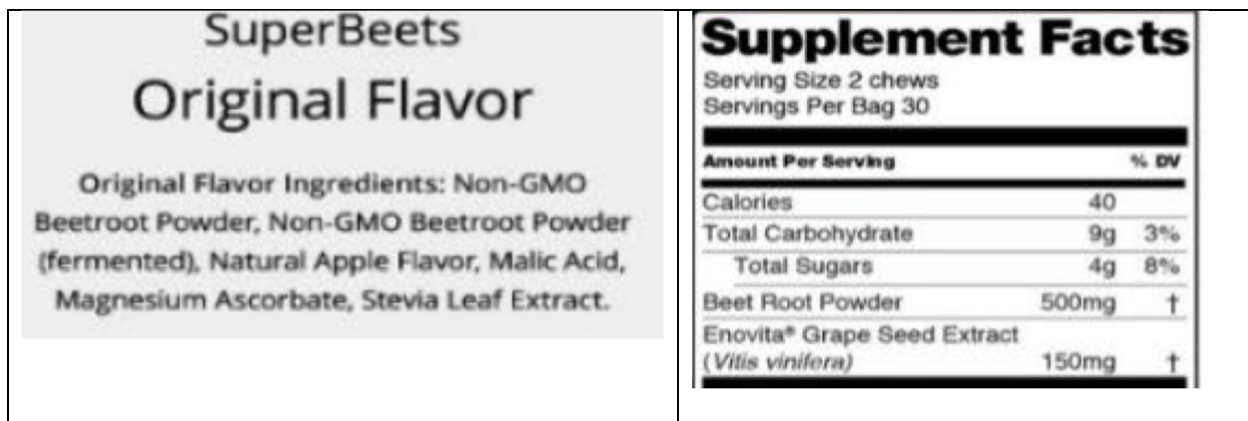 SuperBeets
Original Flavor
Original Flavor Ingredients: Non-GMO
Beetroot Powder, Non-GMO Beetroot Powder
(fermented), Natural Apple Flavor, Malic Acid,
Magnesium Ascorbate, Stevia Leaf Extract.
Supplement Facts
Serving Size 2 chews
Servings Per Bag 30
Amount Per Serving % DV
Calories 40
Total Carbohydrate 9g 3%
Total Sugars 4g 8%
Beet Root Powder 500mg †
Enovita® Grape Seed Extract
(Vitis vinifera) 150mg †